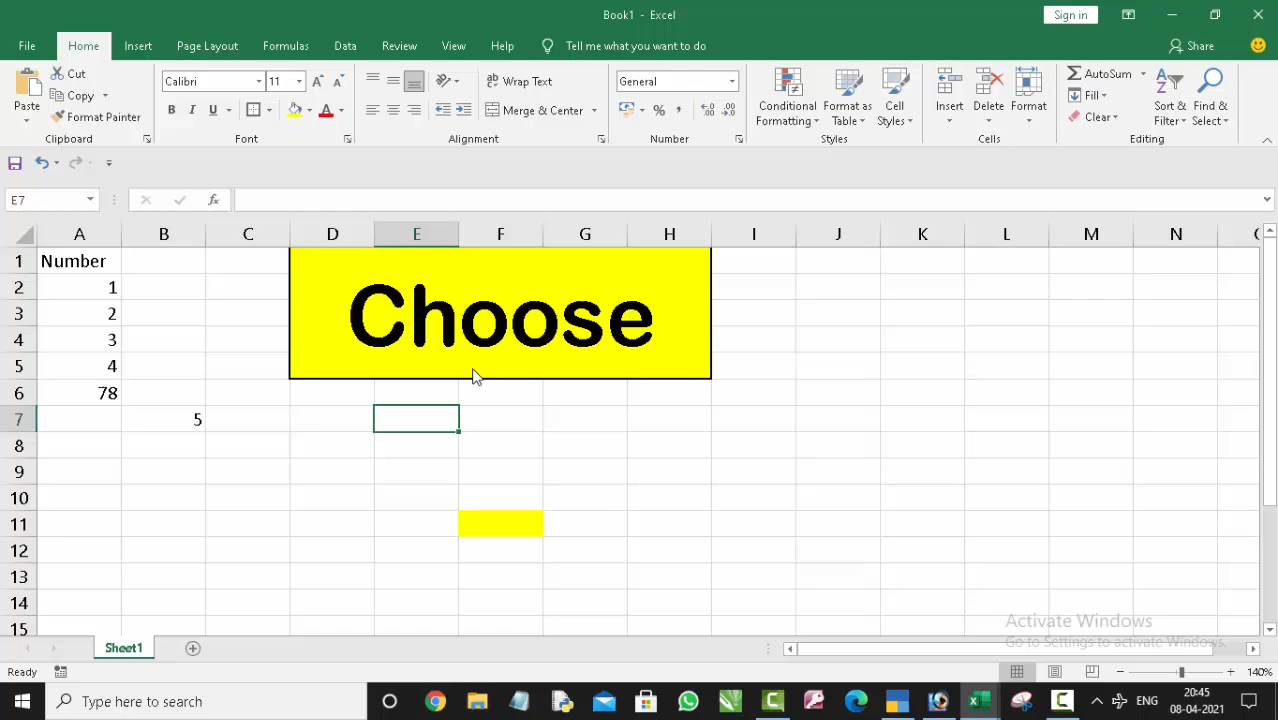 Book1 - Excel
Sign in
File Home Insert Page Layout Formulas Data Review View Help Tell me what you want to do Share
Paste
Cut
Copy
Format Painter
Clipboard
Calibri 11
B I U
Font
Wrap Text
Merge & Center
Alignment
General
%
Number
Conditional Formatting
Format as Table
Cell Styles
Styles
Insert
Delete
Format
Cells
AutoSum
Fill
Clear
Sort & Filter
Find & Select
Editing
E7
fx
A B C D E F G H I J K L M N
1 Number
2 1
3 2
4 3
5 4
6 78
7 5
8
9
10
11
12
13
14
15
Choose
Activate Windows
Go to Settings to activate Windows.
Sheet1
Ready
140%
Type here to search
ENG
20:45
08-04-2021